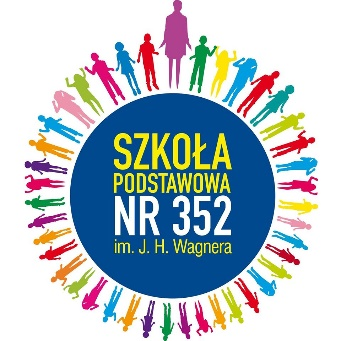 SZKOŁA
PODSTAWOWA
NR 352
im. J. H. Wagnera